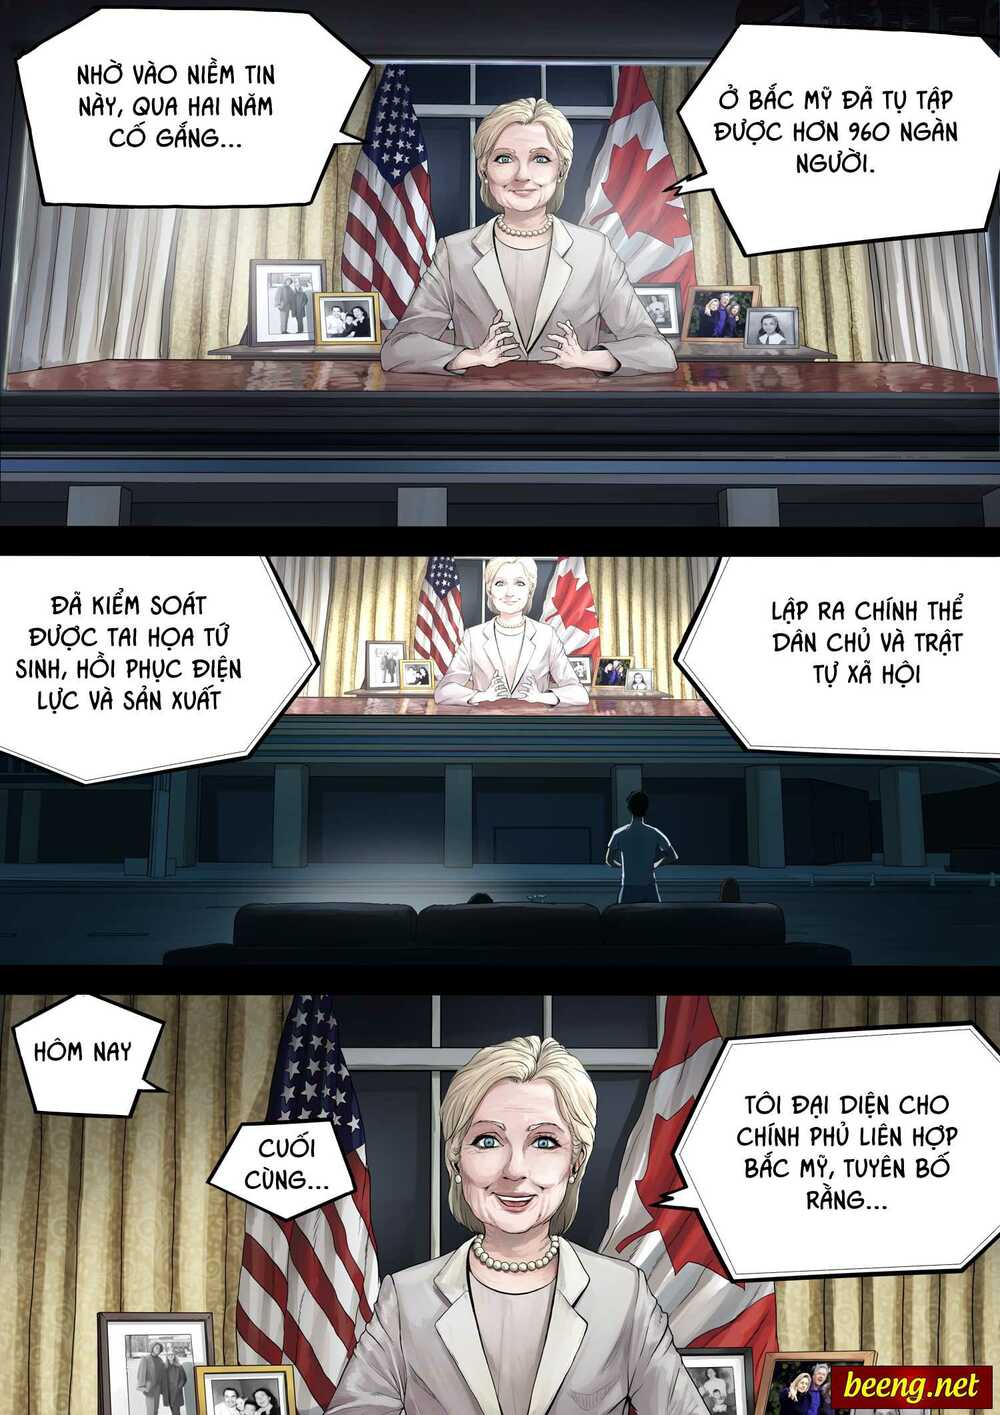 NHỜ VÀO NIỀM TIN
NÀY, QUA HAI NĂM
CỐ GẮNG...
Ở BẮC MỸ ĐÃ TỤ TẬP
ĐƯỢC HƠN 960 NGÀN
NGƯỜI.
ĐÃ KIỂM SOÁT
ĐƯỢC TAI HỌA TỨ
SINH, HỒI PHỤC ĐIỆN
LỰC VÀ SẢN XUẤT
LẬP RA CHÍNH THỂ
DÂN CHỦ VÀ TRẬT
TỰ XÃ HỘI
HÔM NAY
CUỐI
CÙNG...
TÔI ĐẠI DIỆN CHO
CHÍNH PHỦ LIÊN HỢP
BẮC MỸ, TUYÊN BỐ
RẰNG...
beeng.net